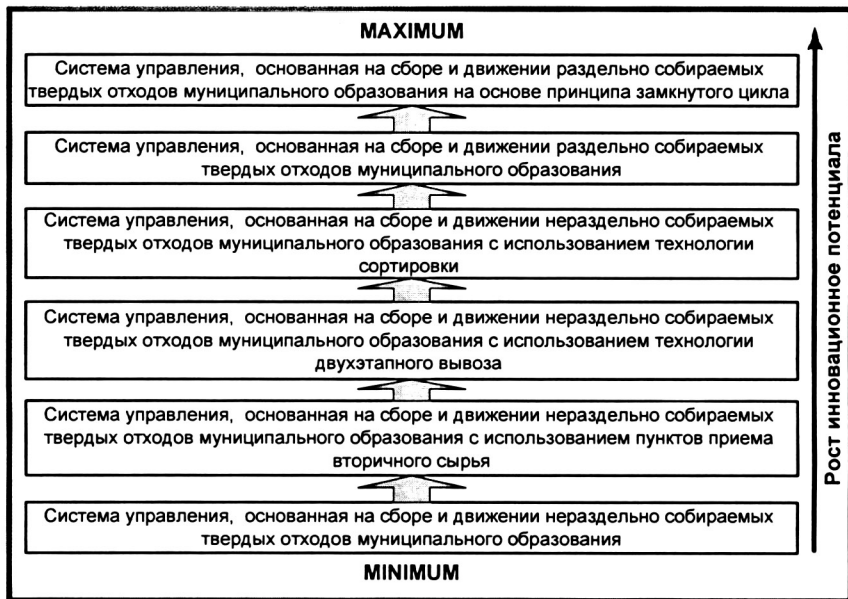 MAXIMUM
Система управления, основанная на сборе и движении раздельно собираемых
твердых отходов муниципального образования на основе принципа замкнутого цикла
Система управления, основанная на сборе и движении раздельно собираемых
твердых отходов муниципального образования
Система управления, основанная на сборе и движении нераздельно собираемых
твердых отходов муниципального образования с использованием технологии
сортировки
Система управления, основанная на сборе и движении нераздельно собираемых
твердых отходов муниципального образования с использованием технологии
двухэтапного вывоза
Система управления, основанная на сборе и движении нераздельно собираемых
твердых отходов муниципального образования с использованием пунктов приема
вторичного сырья
Система управления, основанная на сборе и движении нераздельно собираемых
твердых отходов муниципального образования
MINIMUM
Рост инновационное потенциала